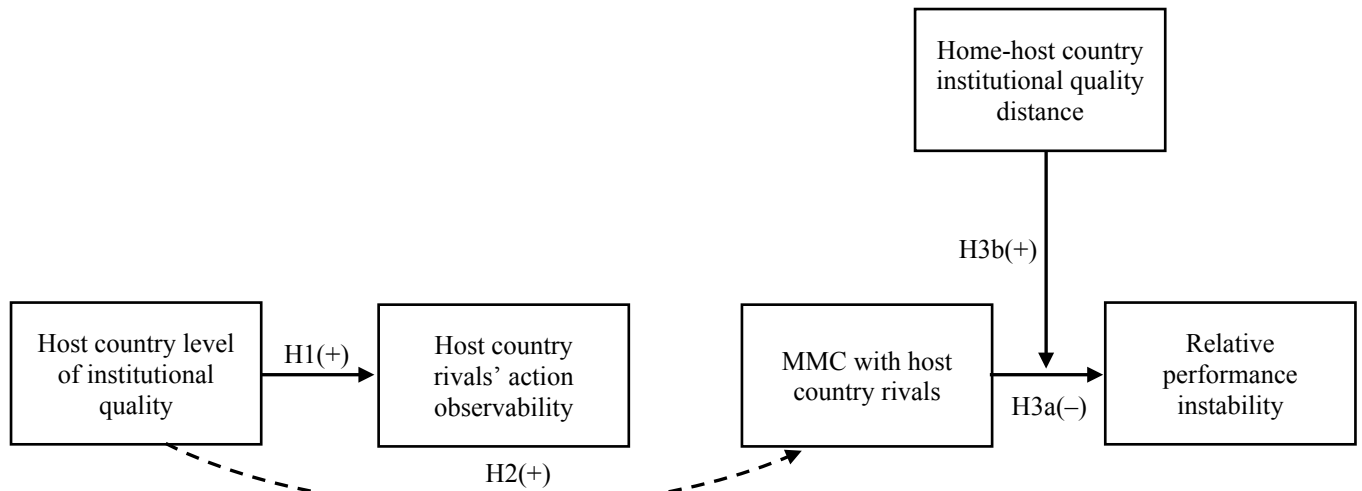 Home-host country
institutional quality
distance
H3b(+)
Host country level
of institutional
quality
H1(+)
Host country
rivals’ action
observability
MMC with host
country rivals
H3a(–)
Relative
performance
instability
H2(+)